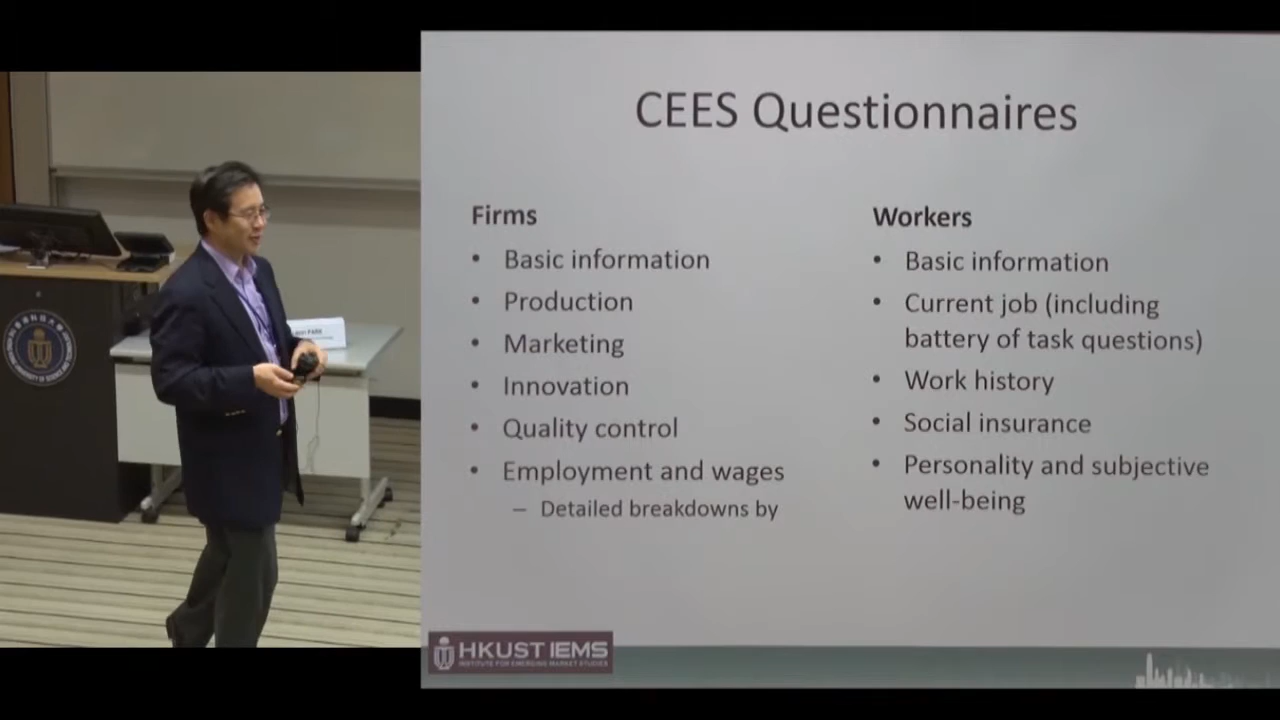 CEES Questionnaires
Firms
• Basic information
• Production
• Marketing
• Innovation
• Quality control
• Employment and wages
– Detailed breakdowns by
Workers
• Basic information
• Current job (including
battery of task questions)
• Work history
• Social insurance
• Personality and subjective
well-being
HKUST IEMS
INSTITUTE FOR EMERGING MARKET STUDIES
PARK